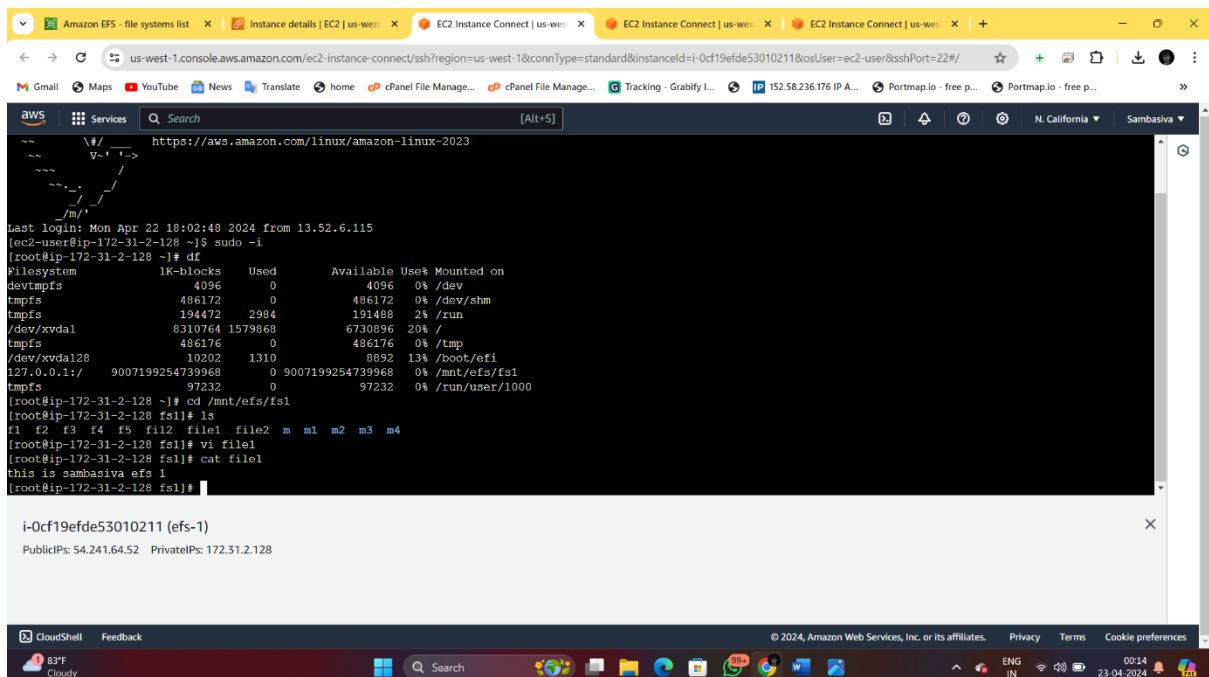 Amazon EFS - file systems list
Instance details | EC2 | us-west
EC2 Instance Connect | us-wes
EC2 Instance Connect | us-wes
EC2 Instance Connect | us-wes
us-west-1.console.aws.amazon.com/ec2-instance-connect/ssh?region=us-west-1&connType=standard&instanceId=i-0cf19efde53010211&osUser=ec2-user&sshPort=22#/
Gmail Maps YouTube News Translate home cPanel File Manage... cPanel File Manage... Tracking - Grabify I... IP 152.58.236.176 IP A... Portmap.io - free p... Portmap.io - free p... »
aws Services Search [Alt+S] N. California ▼ Sambasiva ▼
~~ \#/ ___ https://aws.amazon.com/linux/amazon-linux-2023
~~ V~' '->
~~~ /
~~._. _/
_/ _/
_/m/'
Last login: Mon Apr 22 18:02:48 2024 from 13.52.6.115
[ec2-user@ip-172-31-2-128 ~]$ sudo -i
[root@ip-172-31-2-128 ~]# df
Filesystem 1K-blocks Used Available Use% Mounted on
devtmpfs 4096 0 4096 0% /dev
tmpfs 486172 0 486172 0% /dev/shm
tmpfs 194472 2984 191488 2% /run
/dev/xvda1 8310764 1579868 6730896 20% /
tmpfs 486176 0 486176 0% /tmp
/dev/xvda128 10202 1310 8892 13% /boot/efi
127.0.0.1:/ 9007199254739968 0 9007199254739968 0% /mnt/efs/fs1
tmpfs 97232 0 97232 0% /run/user/1000
[root@ip-172-31-2-128 ~]# cd /mnt/efs/fs1
[root@ip-172-31-2-128 fs1]# ls
f1 f2 f3 f4 f5 fil2 file1 file2 m m1 m2 m3 m4
[root@ip-172-31-2-128 fs1]# vi file1
[root@ip-172-31-2-128 fs1]# cat file1
this is sambasiva efs 1
[root@ip-172-31-2-128 fs1]#
i-0cf19efde53010211 (efs-1)
PublicIPs: 54.241.64.52 PrivateIPs: 172.31.2.128
CloudShell Feedback © 2024, Amazon Web Services, Inc. or its affiliates. Privacy Terms Cookie preferences
1 83°F Search 99+ ENG 00:14
Cloudy IN 23-04-2024